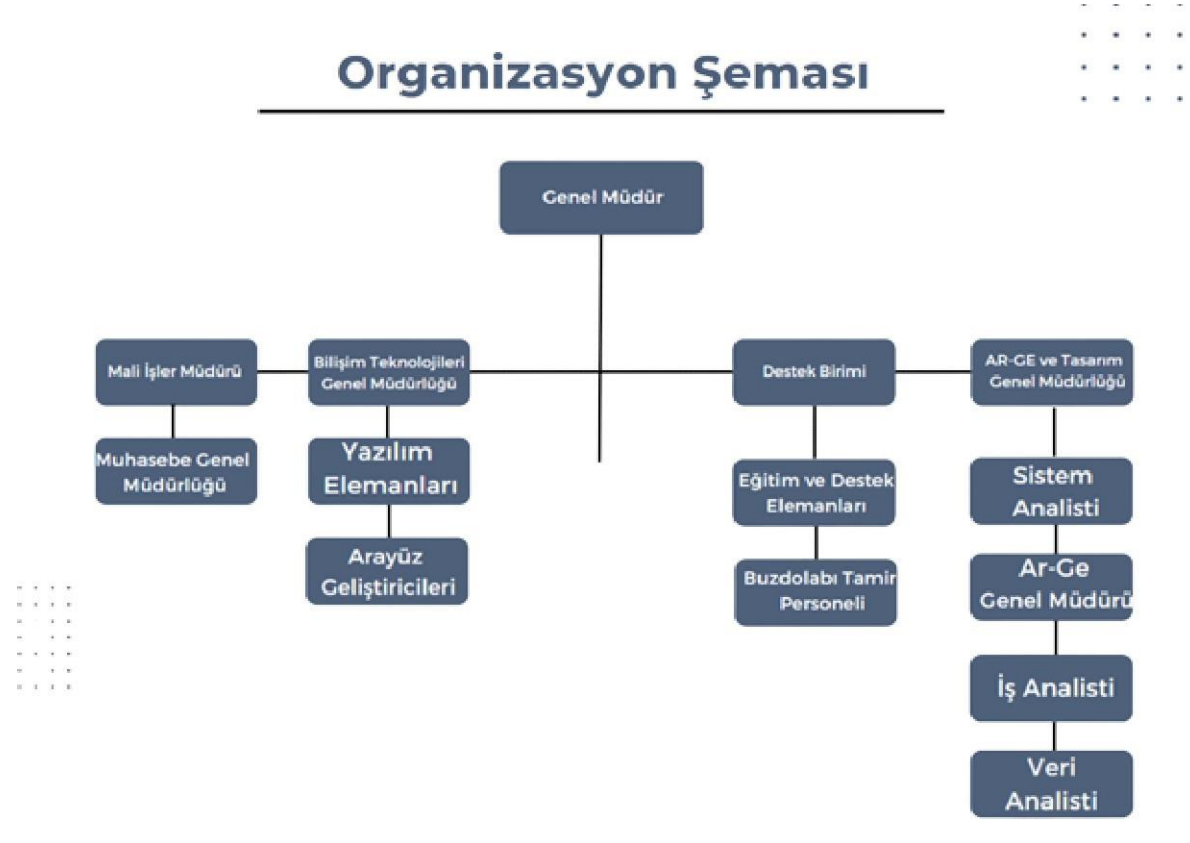 Organizasyon Şeması
Genel Müdür
Mali İşler Müdürü
Bilişim Teknolojileri
Genel Müdürlüğü
Destek Birimi
AR-GE ve Tasarım
Genel Müdürlüğü
Muhasebe Genel
Müdürlüğü
Yazılım
Elemanları
Eğitim ve Destek
Elemanları
Sistem
Analisti
Arayüz
Geliştiricileri
Buzdolabı Tamir
Personeli
Ar-Ge
Genel Müdürü
İş Analisti
Veri
Analisti